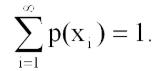 ∑_{i=1}^{∞} p(x_i) = 1.